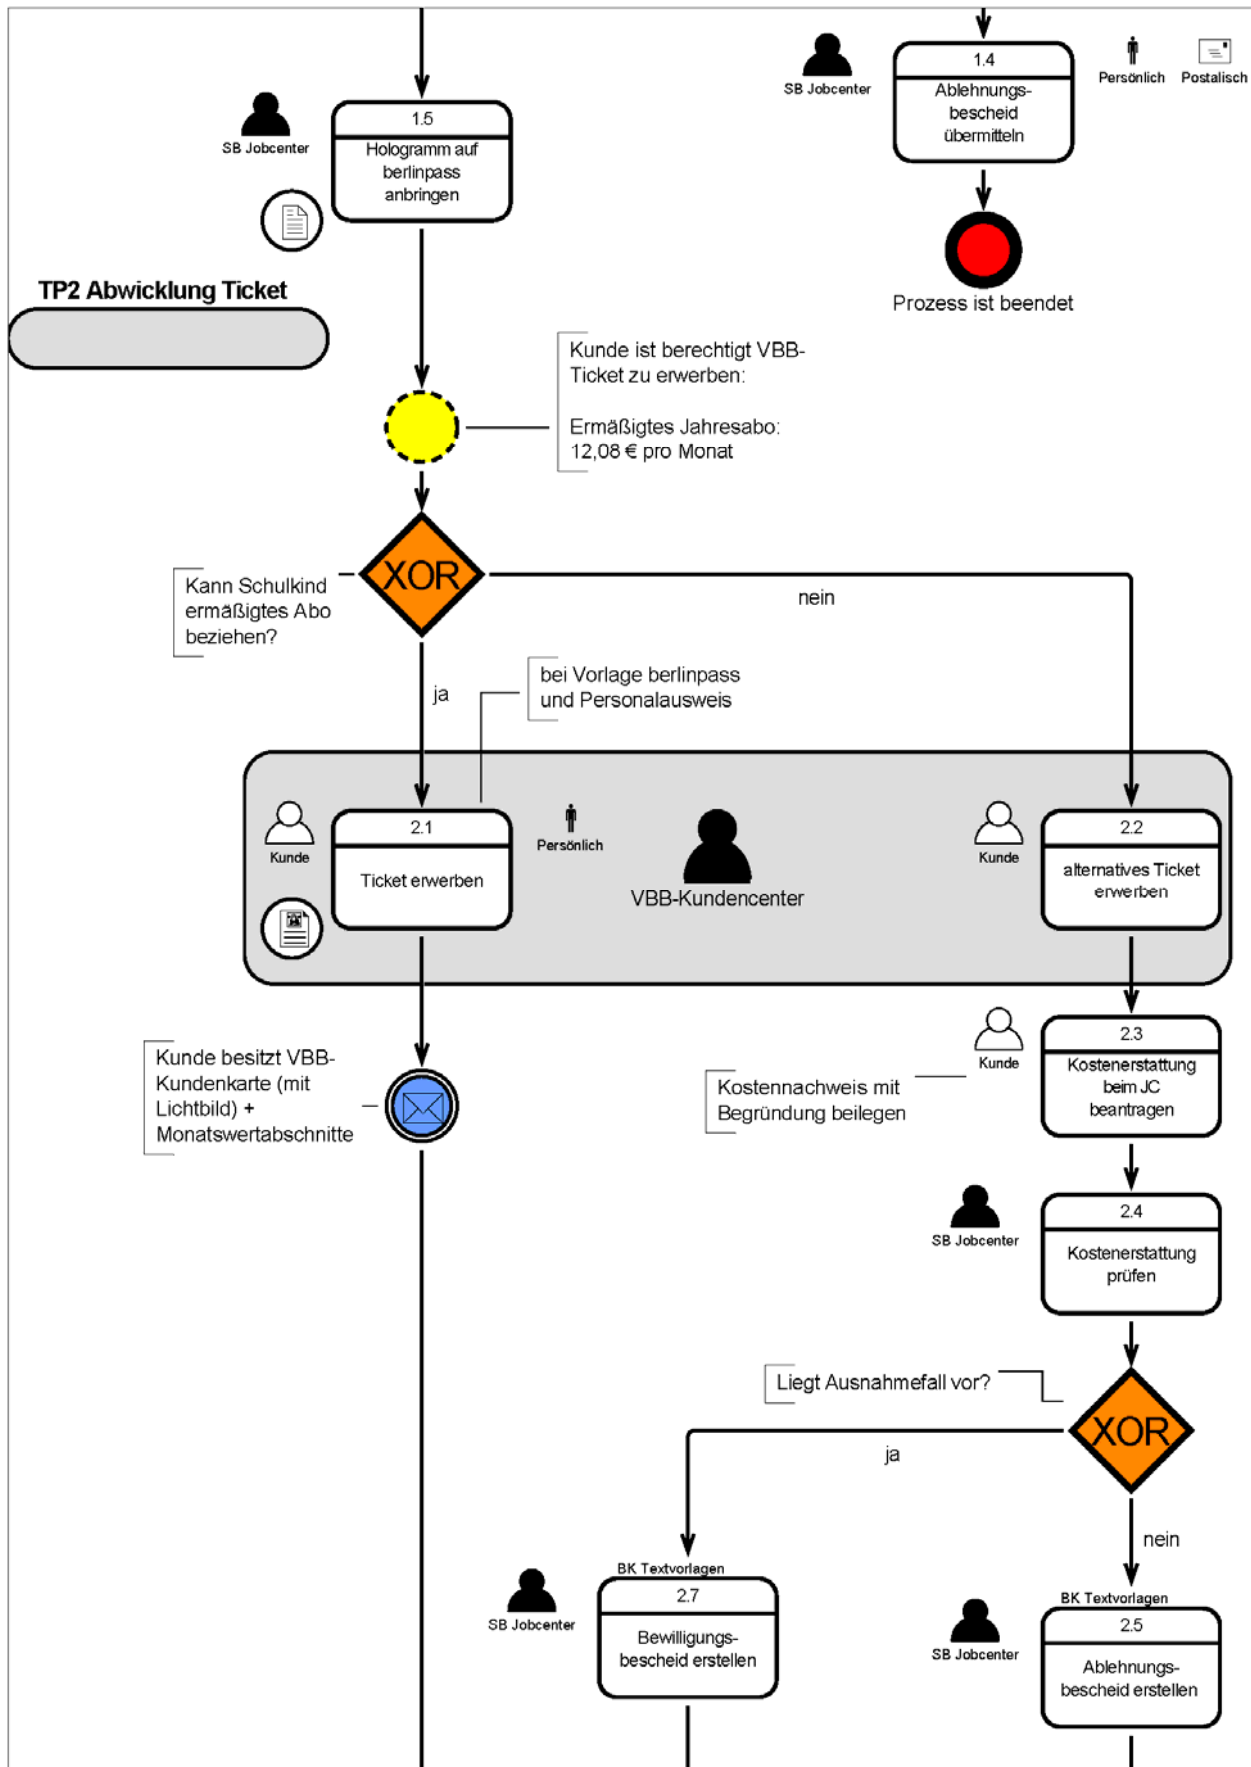 1.4
Ablehnungs-
bescheid
übermitteln
SB Jobcenter
Persönlich
Postalisch
1.5
Hologramm auf
berlinpass
anbringen
SB Jobcenter
Prozess ist beendet
TP2 Abwicklung Ticket
Kunde ist berechtigt VBB-
Ticket zu erwerben:
Ermäßigtes Jahresabo:
12,08 € pro Monat
XOR
Kann Schulkind
ermäßigtes Abo
beziehen?
nein
ja
bei Vorlage berlinpass
und Personalausweis
Kunde
2.1
Ticket erwerben
Persönlich
VBB-Kundencenter
Kunde
2.2
alternatives Ticket
erwerben
Kunde besitzt VBB-
Kundenkarte (mit
Lichtbild) +
Monatswertabschnitte
Kunde
2.3
Kostenerstattung
beim JC
beantragen
Kostennachweis mit
Begründung beilegen
SB Jobcenter
2.4
Kostenerstattung
prüfen
Liegt Ausnahmefall vor?
XOR
ja
nein
BK Textvorlagen
SB Jobcenter
2.7
Bewilligungs-
bescheid erstellen
BK Textvorlagen
SB Jobcenter
2.5
Ablehnungs-
bescheid erstellen